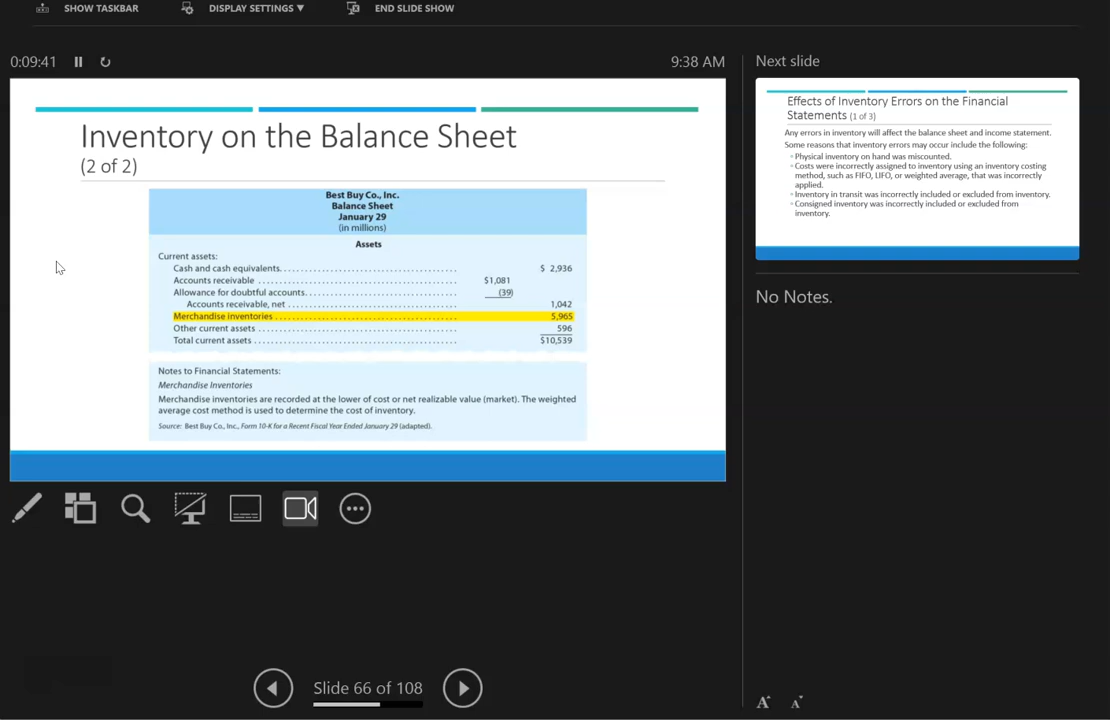 SHOW TASKBAR DISPLAY SETTINGS ▼ END SLIDE SHOW
0:09:41 9:38 AM
Inventory on the Balance Sheet
(2 of 2)
Best Buy Co., Inc.
Balance Sheet
January 29
(in millions)
Assets
Current assets:
Cash and cash equivalents. . . . . . . . . . . . . . . . . . . . . . . . . . . . . . . . . . . . . . . . . . $ 2,936
Accounts receivable . . . . . . . . . . . . . . . . . . . . . . . . . . . . . . . . . . . . . . . . . . . . . . . $1,081
Allowance for doubtful accounts. . . . . . . . . . . . . . . . . . . . . . . . . . . . . . . . . . . . . (39)
Accounts receivable, net . . . . . . . . . . . . . . . . . . . . . . . . . . . . . . . . . . . . . . . . . 1,042
Merchandise inventories . . . . . . . . . . . . . . . . . . . . . . . . . . . . . . . . . . . . . . . . . . . 5,965
Other current assets . . . . . . . . . . . . . . . . . . . . . . . . . . . . . . . . . . . . . . . . . . . . . . 596
Total current assets . . . . . . . . . . . . . . . . . . . . . . . . . . . . . . . . . . . . . . . . . . . . . . . $10,539
Notes to Financial Statements:
Merchandise Inventories
Merchandise inventories are recorded at the lower of cost or net realizable value (market). The weighted
average cost method is used to determine the cost of inventory.
Source: Best Buy Co., Inc., Form 10-K for a Recent Fiscal Year Ended January 29 (adapted).
Slide 66 of 108
Next slide
Effects of Inventory Errors on the Financial
Statements (1 of 3)
Any errors in inventory will affect the balance sheet and income statement.
Some reasons that inventory errors may occur include the following:
◦ Physical inventory on hand was miscounted.
◦ Costs were incorrectly assigned to inventory using an inventory costing
method, such as FIFO, LIFO, or weighted average, that was incorrectly
applied.
◦ Inventory in transit was incorrectly included or excluded from inventory.
◦ Consigned inventory was incorrectly included or excluded from
inventory.
No Notes.
A A